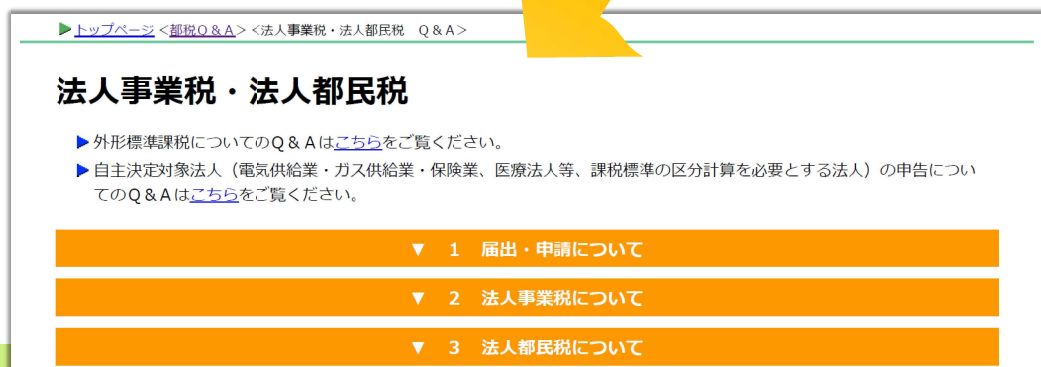 ▶トップページ <都税Q＆A> <法人事業税・法人都民税　Q＆A>
法人事業税・法人都民税
▶外形標準課税についてのQ＆Aはこちらをご覧ください。
▶自主決定対象法人（電気供給業・ガス供給業・保険業、医療法人等、課税標準の区分計算を必要とする法人）の申告につい
てのQ＆Aはこちらをご覧ください。
▼　1　届出・申請について
▼　2　法人事業税について
▼　3　法人都民税について